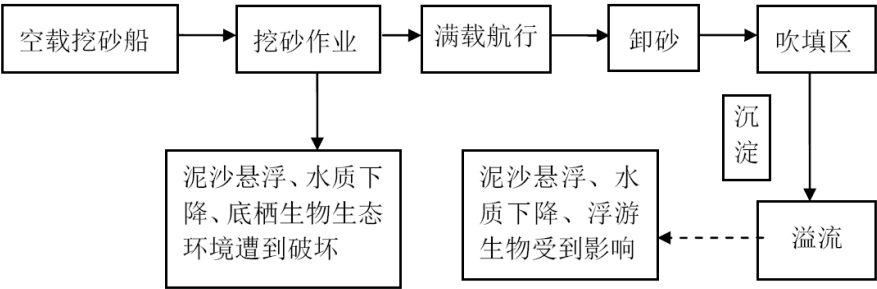 空载挖砂船
挖砂作业
满载航行
卸砂
吹填区
沉
淀
泥沙悬浮、水质下
降、底栖生物生态
环境遭到破坏
泥沙悬浮、水
质下降、浮游
生物受到影响
溢流